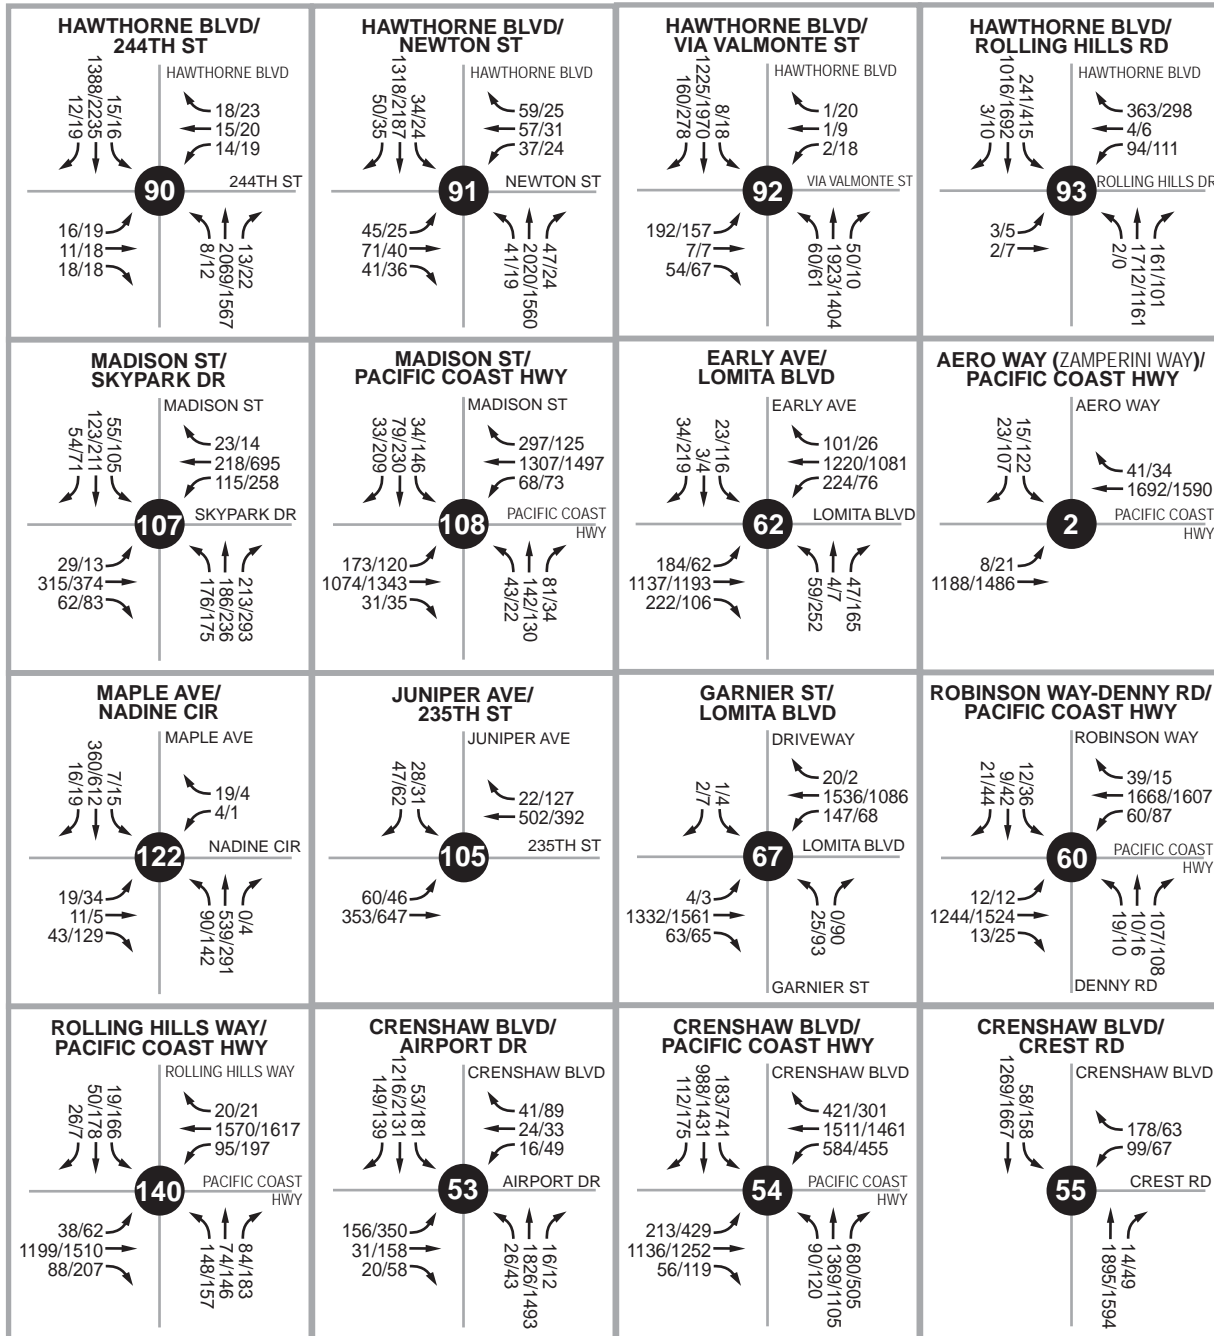 HAWTHORNE BLVD/
244TH ST
HAWTHORNE BLVD
12/19
1388/2235
15/16
18/23
15/20
14/19
90
244TH ST
16/19
11/18
18/18
8/12
2069/1567
13/22
HAWTHORNE BLVD/
NEWTON ST
HAWTHORNE BLVD
50/35
1318/2187
34/24
59/25
57/31
37/24
91
NEWTON ST
45/25
71/40
41/36
41/19
2020/1560
47/24
HAWTHORNE BLVD/
VIA VALMONTE ST
HAWTHORNE BLVD
160/278
1225/1970
8/18
1/20
1/9
2/18
92
VIA VALMONTE ST
192/157
7/7
54/67
60/61
1923/1404
50/10
HAWTHORNE BLVD/
ROLLING HILLS RD
HAWTHORNE BLVD
3/10
1016/1692
241/415
363/298
4/6
94/111
93
ROLLING HILLS DR
3/5
2/7
2/0
1712/1161
161/101
MADISON ST/
SKYPARK DR
MADISON ST
54/71
123/211
55/105
23/14
218/695
115/258
107
SKYPARK DR
29/13
315/374
62/83
176/175
186/236
213/293
MADISON ST/
PACIFIC COAST HWY
MADISON ST
33/209
79/230
34/146
297/125
1307/1497
68/73
108
PACIFIC COAST
HWY
173/120
1074/1343
31/35
43/22
142/130
81/34
EARLY AVE/
LOMITA BLVD
EARLY AVE
34/219
3/4
23/116
101/26
1220/1081
224/76
62
LOMITA BLVD
184/62
1137/1193
222/106
59/252
4/7
47/165
AERO WAY (ZAMPERINI WAY)/
PACIFIC COAST HWY
AERO WAY
23/107
15/122
41/34
1692/1590
2
PACIFIC COAST
HWY
8/21
1188/1486
MAPLE AVE/
NADINE CIR
MAPLE AVE
16/19
360/612
7/15
19/4
4/1
122
NADINE CIR
19/34
11/5
43/129
90/142
539/291
0/4
JUNIPER AVE/
235TH ST
JUNIPER AVE
47/62
28/31
22/127
502/392
105
235TH ST
60/46
353/647
GARNIER ST/
LOMITA BLVD
DRIVEWAY
2/7
1/4
20/2
1536/1086
147/68
67
LOMITA BLVD
4/3
1332/1561
63/65
25/93
0/90
GARNIER ST
ROBINSON WAY-DENNY RD/
PACIFIC COAST HWY
ROBINSON WAY
21/44
9/42
12/36
39/15
1668/1607
60/87
60
PACIFIC COAST
HWY
12/12
1244/1524
13/25
19/10
10/16
107/108
DENNY RD
ROLLING HILLS WAY/
PACIFIC COAST HWY
ROLLING HILLS WAY
26/7
50/178
19/166
20/21
1570/1617
95/197
140
PACIFIC COAST
HWY
38/62
1199/1510
88/207
148/157
74/146
84/183
CRENSHAW BLVD/
AIRPORT DR
CRENSHAW BLVD
149/139
1216/2131
53/181
41/89
24/33
16/49
53
AIRPORT DR
156/350
31/158
20/58
26/43
1826/1493
16/12
CRENSHAW BLVD/
PACIFIC COAST HWY
CRENSHAW BLVD
112/175
988/1431
183/741
421/301
1511/1461
584/455
54
PACIFIC COAST
HWY
213/429
1136/1252
56/119
90/120
1369/1105
680/505
CRENSHAW BLVD/
CREST RD
CRENSHAW BLVD
1269/1667
58/158
178/63
99/67
55
CREST RD
1895/1594
14/49